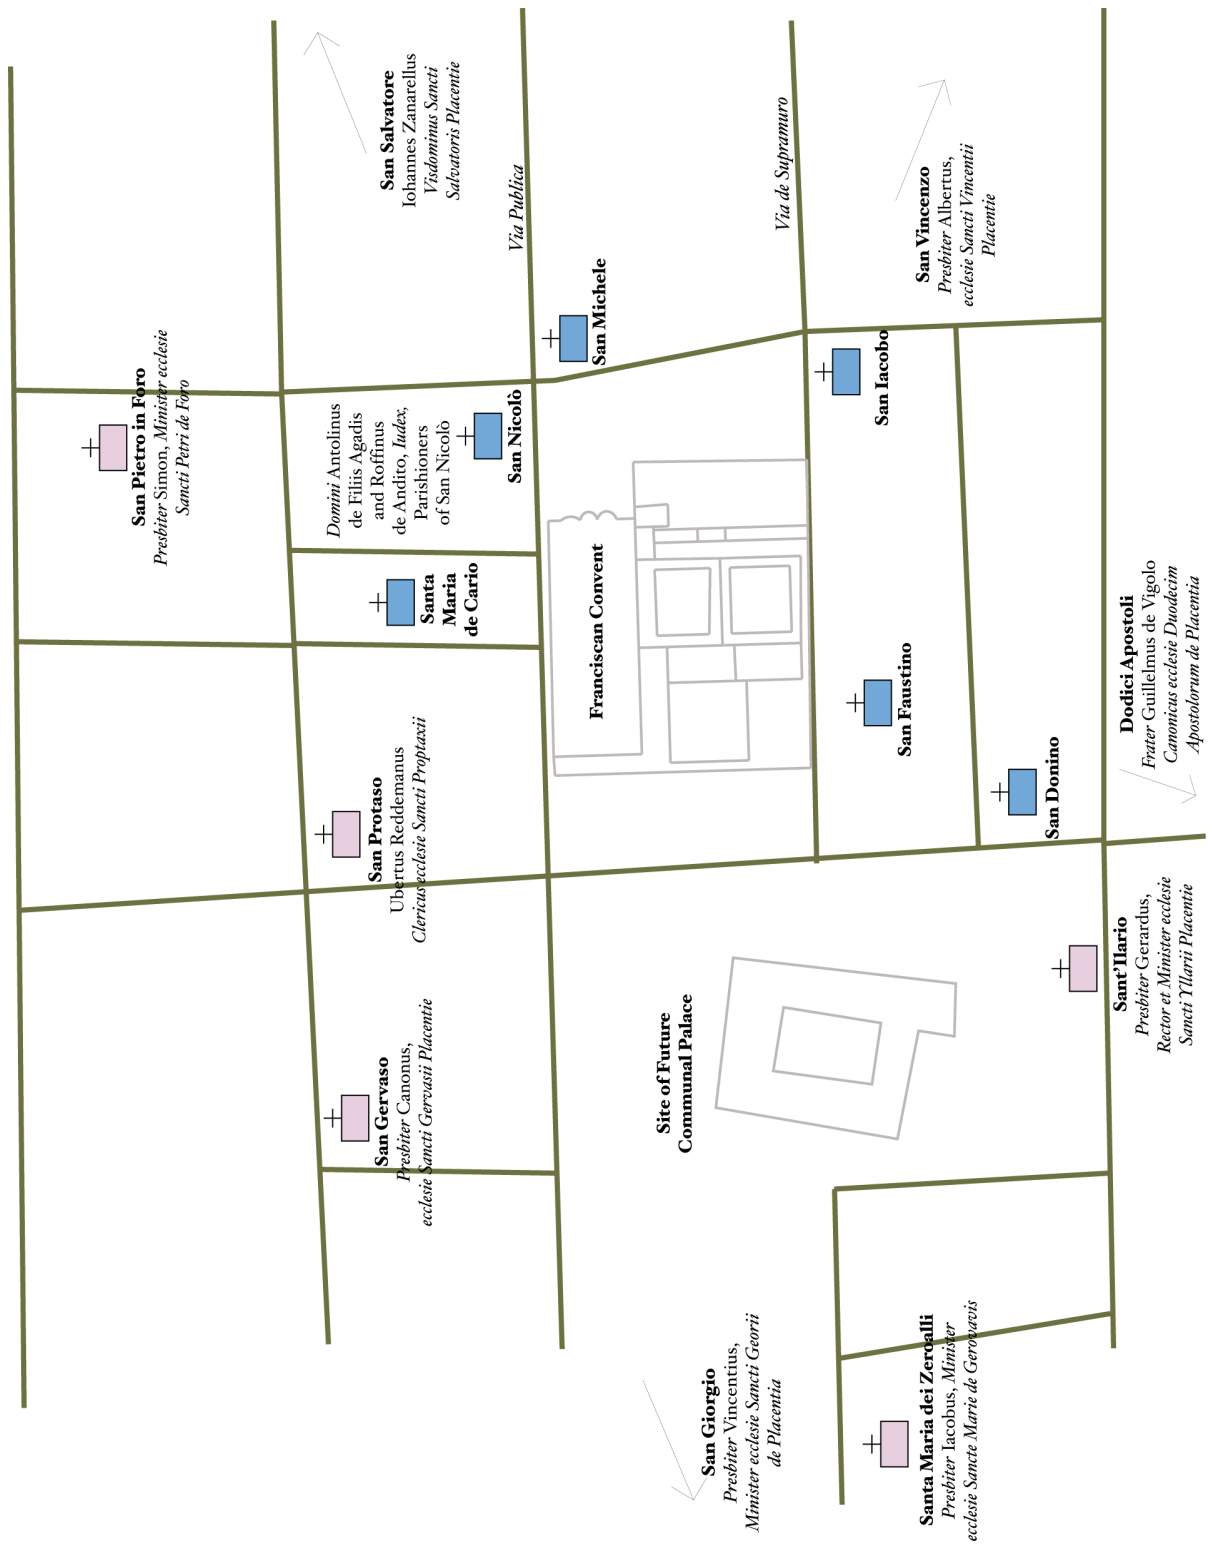 San Pietro in Foro
Presbiter Simon, Minister ecclesie
Sancti Petri de Foro
San Salvatore
Iohannes Zanarellus
Visdominus Sancti
Salvatoris Placentie
Via Publica
Domini Antolinus
de Filiis Agadis
and Roffinus
de Andito, Iudex,
Parishioners
of San Nicolò
San Nicolò
San Michele
Santa
Maria
de Cario
San Protaso
Ubertus Reddemanus
Clericus ecclesie Sancti Proptaxii
San Gervaso
Presbiter Canonus,
ecclesie Sancti Gervasii Placentie
Franciscan Convent
Via de Supramuro
San Iacobo
San Vincenzo
Presbiter Albertus,
ecclesie Sancti Vincentii
Placentie
San Faustino
San Donino
Site of Future
Communal Palace
San Giorgio
Presbiter Vincentius,
Minister ecclesie Sancti Georii
de Placentia
Santa Maria dei Zeroalli
Presbiter Iacobus, Minister
ecclesie Sancte Marie de Gerovavis
Dodici Apostoli
Frater Guillelmus de Vigolo
Canonicus ecclesie Duodecim
Apostolorum de Placentia
Sant'Ilario
Presbiter Gerardus,
Rector et Minister ecclesie
Sancti Yllarii Placentie